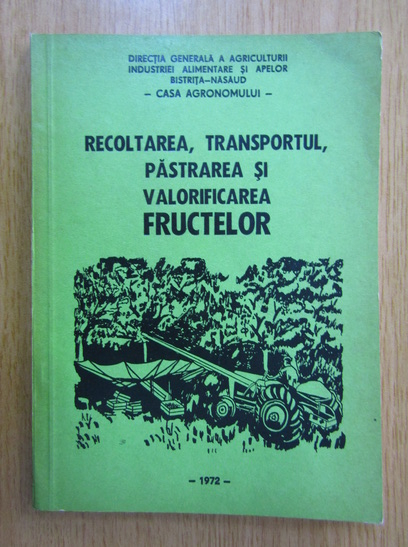 DIRECȚIA GENERALĂ A AGRICULTURII
INDUSTRIEI ALIMENTARE ȘI APELOR
BISTRIȚA-NĂSĂUD
- CASA AGRONOMULUI -
RECOLTAREA, TRANSPORTUL,
PĂSTRAREA ȘI
VALORIFICAREA
FRUCTELOR
- 1972 -